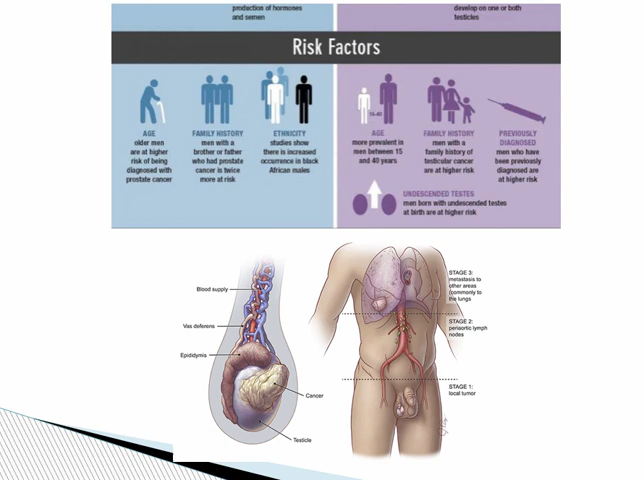 production of hormones
and semen
develop on one or both
testicles
Risk Factors
AGE
older men
are at higher
risk of being
diagnosed with
prostate cancer
FAMILY HISTORY
men with a
brother or father
who had prostate
cancer is twice
more at risk
ETHNICITY
studies show
there is increased
occurrence in black
African males
15-40
AGE
more prevalent in
men between 15
and 40 years
FAMILY HISTORY
men with a
family history of
testicular cancer
are at higher risk
PREVIOUSLY
DIAGNOSED
men who have
been previously
diagnosed are
at higher risk
UNDESCENDED TESTES
men born with undescended testes
at birth are at higher risk
Blood supply
Vas deferens
Epididymis
Cancer
Testicle
STAGE 3:
metastasis to
other areas
(commonly to
the lungs
STAGE 2:
periaortic lymph
nodes
STAGE 1:
local tumor